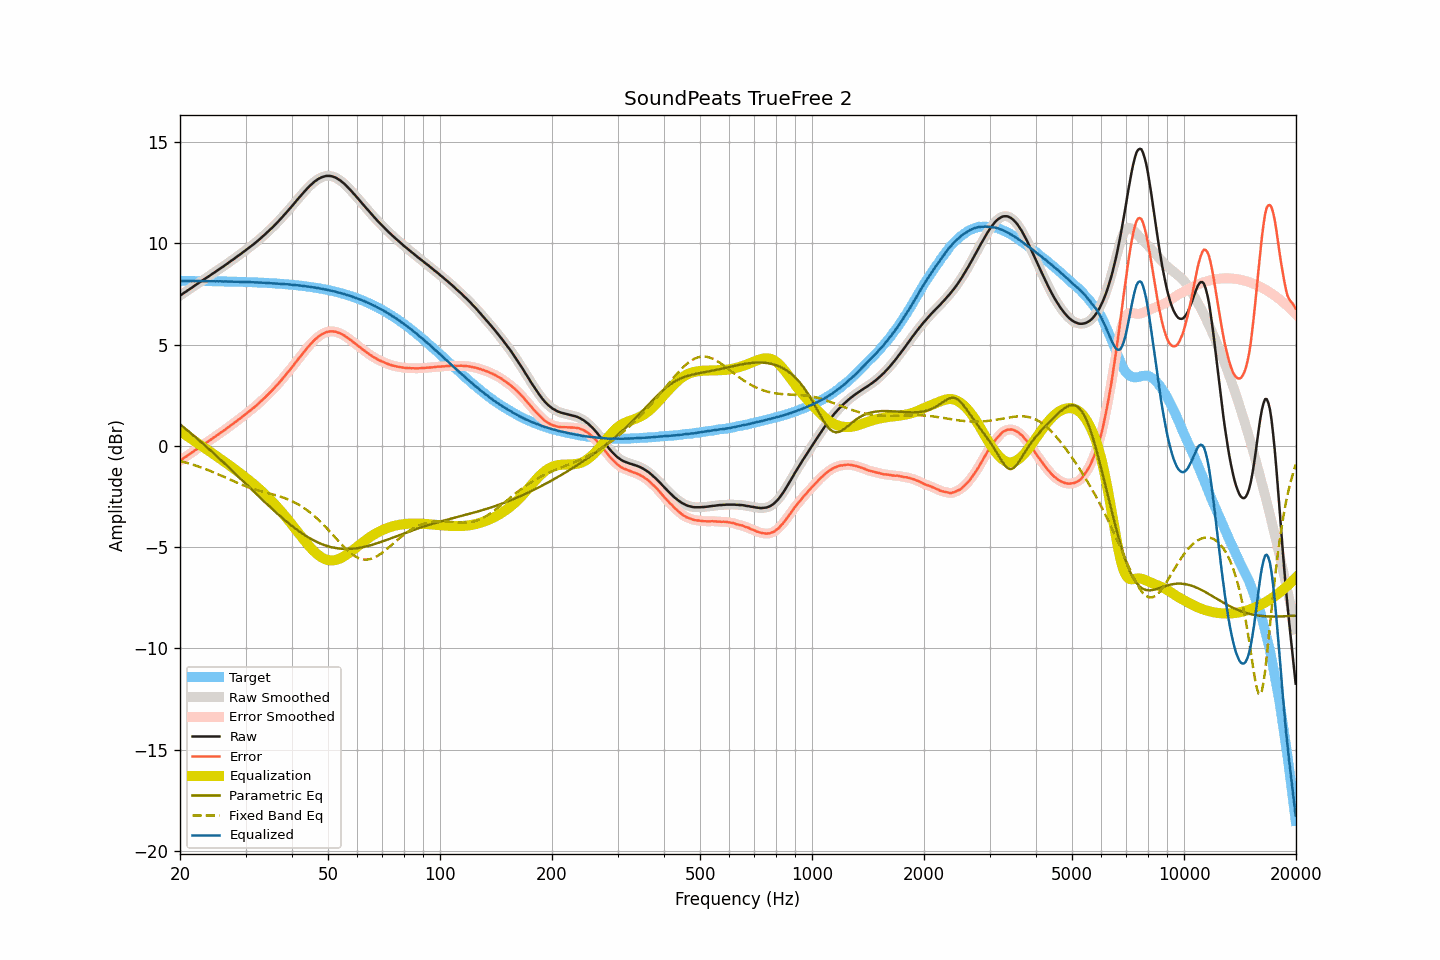 SoundPeats TrueFree 2
Amplitude (dBr)
15
10
5
0
−5
−10
−15
−20
Target
Raw Smoothed
Error Smoothed
Raw
Error
Equalization
Parametric Eq
Fixed Band Eq
Equalized
20 50 100 200 500 1000 2000 5000 10000 20000
Frequency (Hz)